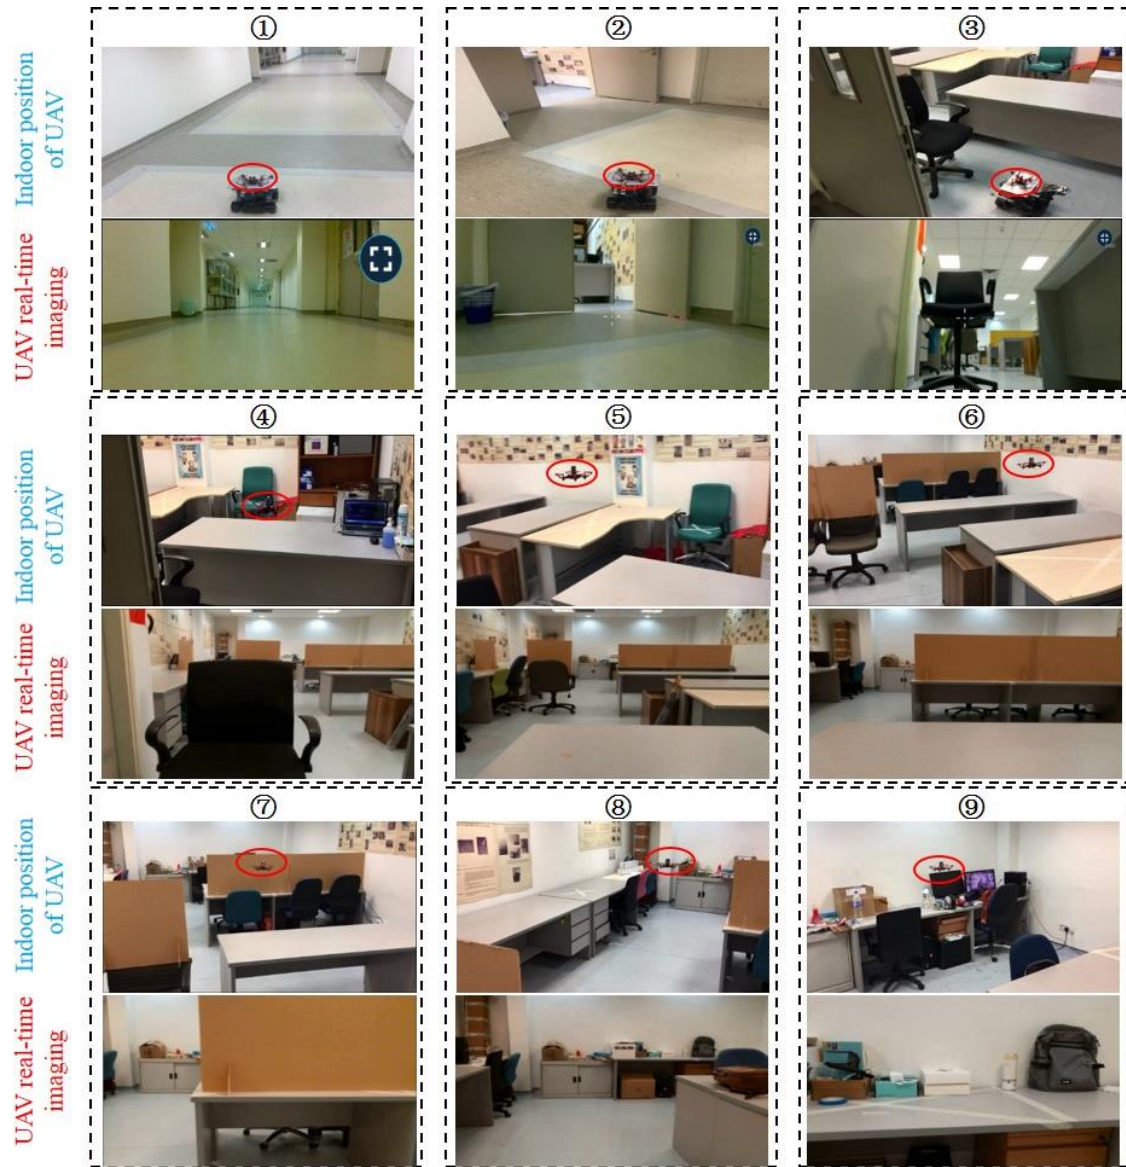 ① ② ③
Indoor position
of UAV
UAV real-time
imaging
④ ⑤ ⑥
Indoor position
of UAV
UAV real-time
imaging
⑦ ⑧ ⑨
Indoor position
of UAV
UAV real-time
imaging